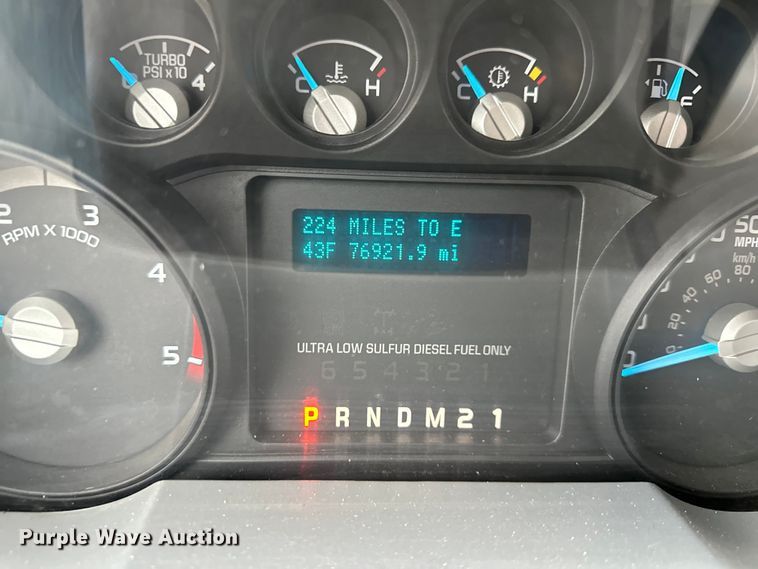 TURBO
PSI x 10
0 4
C H
C H
F
2 3 4 5
RPM X 1000
224 MILES TO E
43F 76921.9 mi
50
MPH
km/h
80
60
40
20
0
ULTRA LOW SULFUR DIESEL FUEL ONLY
6 5 4 3 2 1
P R N D M 2 1
Purple Wave Auction